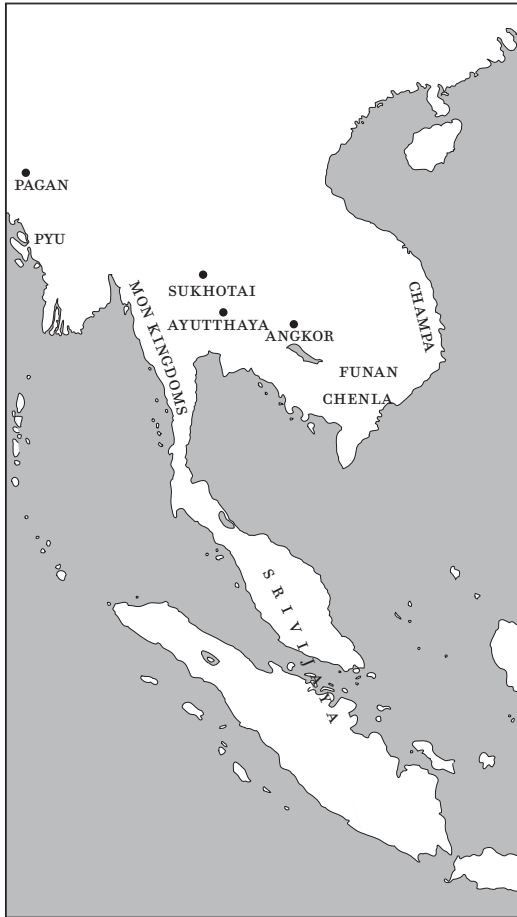 PAGAN
PYU
SUKHOTAI
AYUTTHAYA
ANGKOR
MON KINGDOMS
CHAMPA
FUNAN
CHENLA
SRIVIJAYA